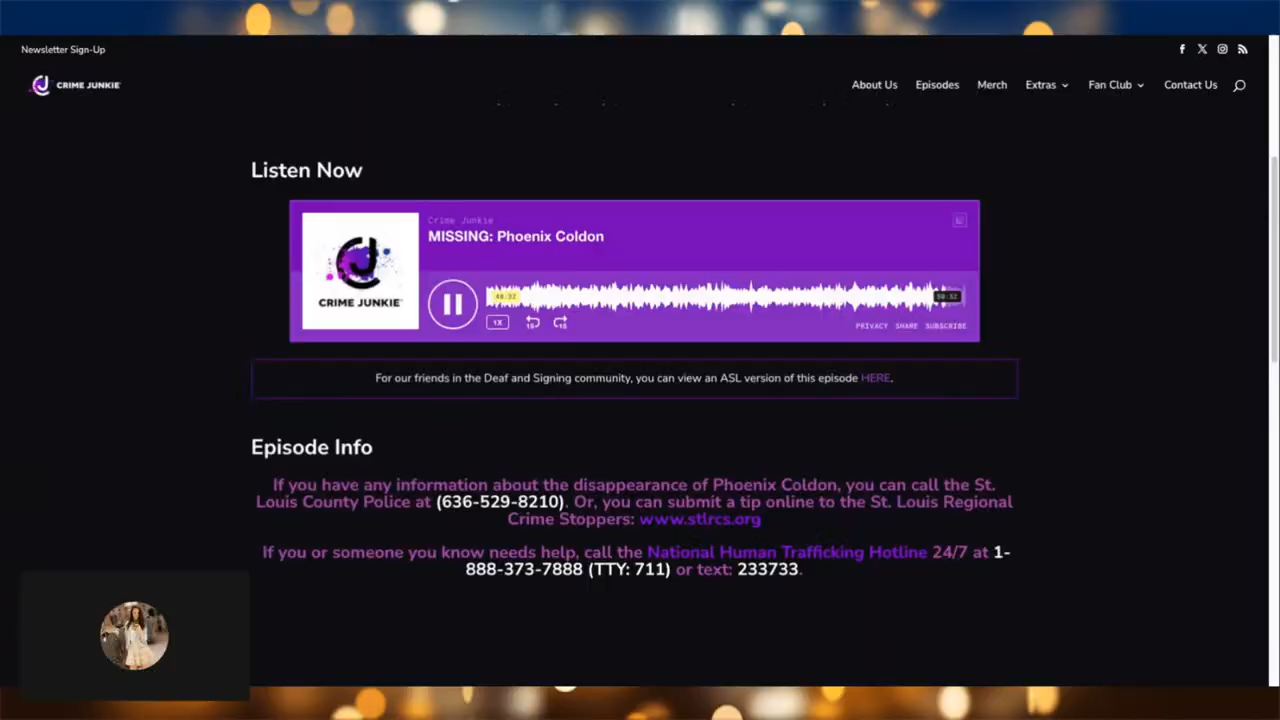 Newsletter Sign-Up
CRIME JUNKIE
About Us Episodes Merch Extras Fan Club Contact Us
Listen Now
Crime Junkie
MISSING: Phoenix Coldon
CRIME JUNKIE
1X 15 15
PRIVACY SHARE SUBSCRIBE
For our friends in the Deaf and Signing community, you can view an ASL version of this episode HERE.
Episode Info
If you have any information about the disappearance of Phoenix Coldon, you can call the St.
Louis County Police at (636-529-8210). Or, you can submit a tip online to the St. Louis Regional
Crime Stoppers: www.stlrcs.org
If you or someone you know needs help, call the National Human Trafficking Hotline 24/7 at 1-
888-373-7888 (TTY: 711) or text: 233733.